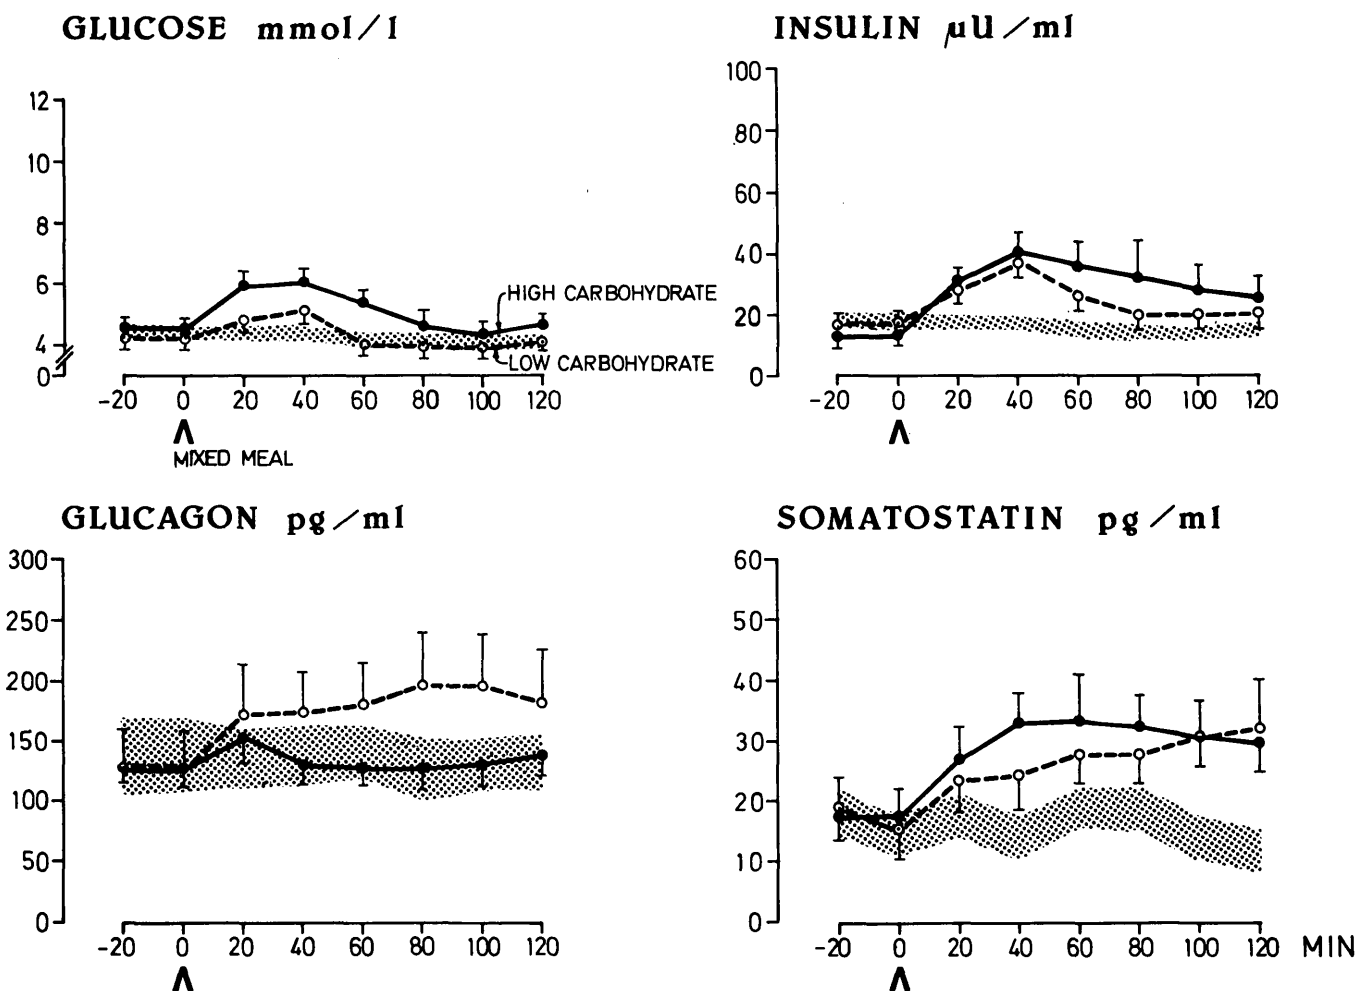 GLUCOSE mmol/l
12
10
8
6
4
0
HIGH CARBOHYDRATE
LOW CARBOHYDRATE
-20 0 20 40 60 80 100 120
MIXED MEAL
INSULIN μU/ml
100
80
60
40
20
0
-20 0 20 40 60 80 100 120
GLUCAGON pg/ml
300
250
200
150
100
50
0
-20 0 20 40 60 80 100 120
SOMATOSTATIN pg/ml
60
50
40
30
20
10
0
-20 0 20 40 60 80 100 120 MIN